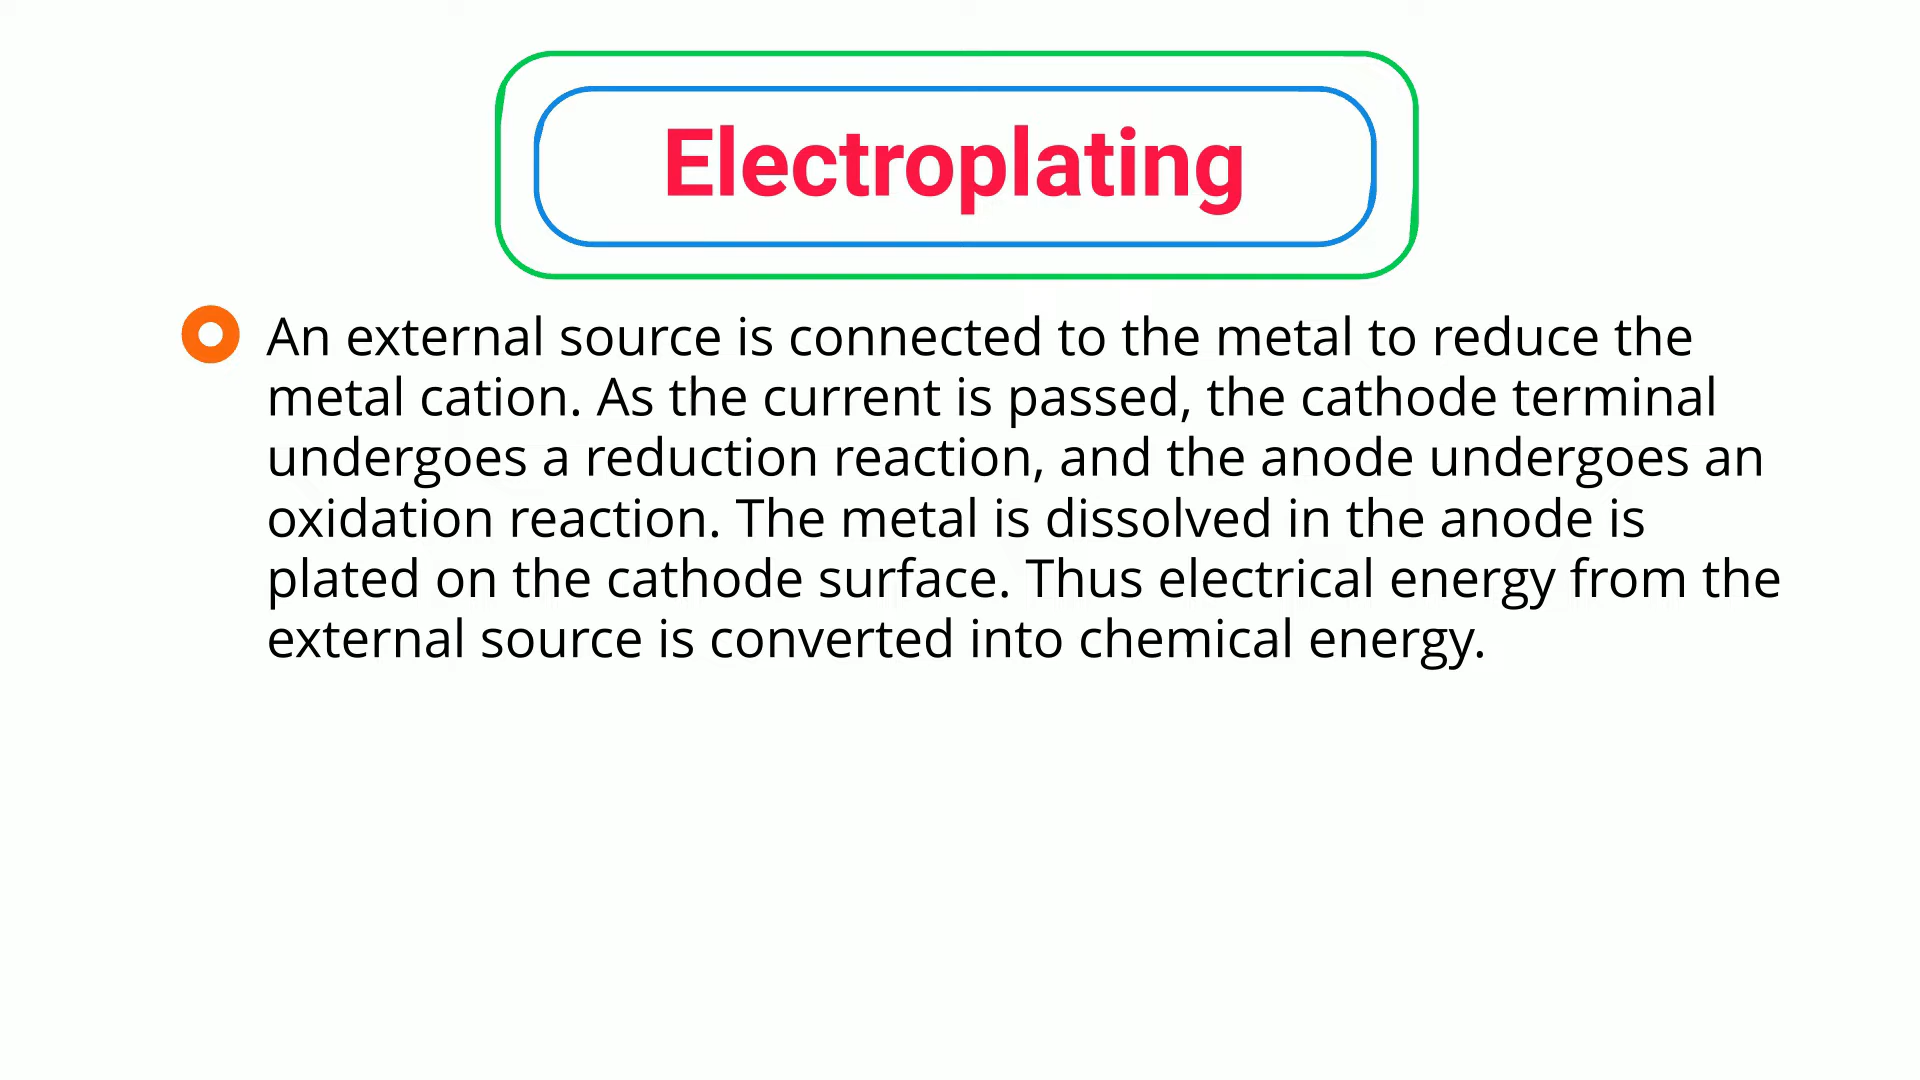 Electroplating
An external source is connected to the metal to reduce the
metal cation. As the current is passed, the cathode terminal
undergoes a reduction reaction, and the anode undergoes an
oxidation reaction. The metal is dissolved in the anode is
plated on the cathode surface. Thus electrical energy from the
external source is converted into chemical energy.